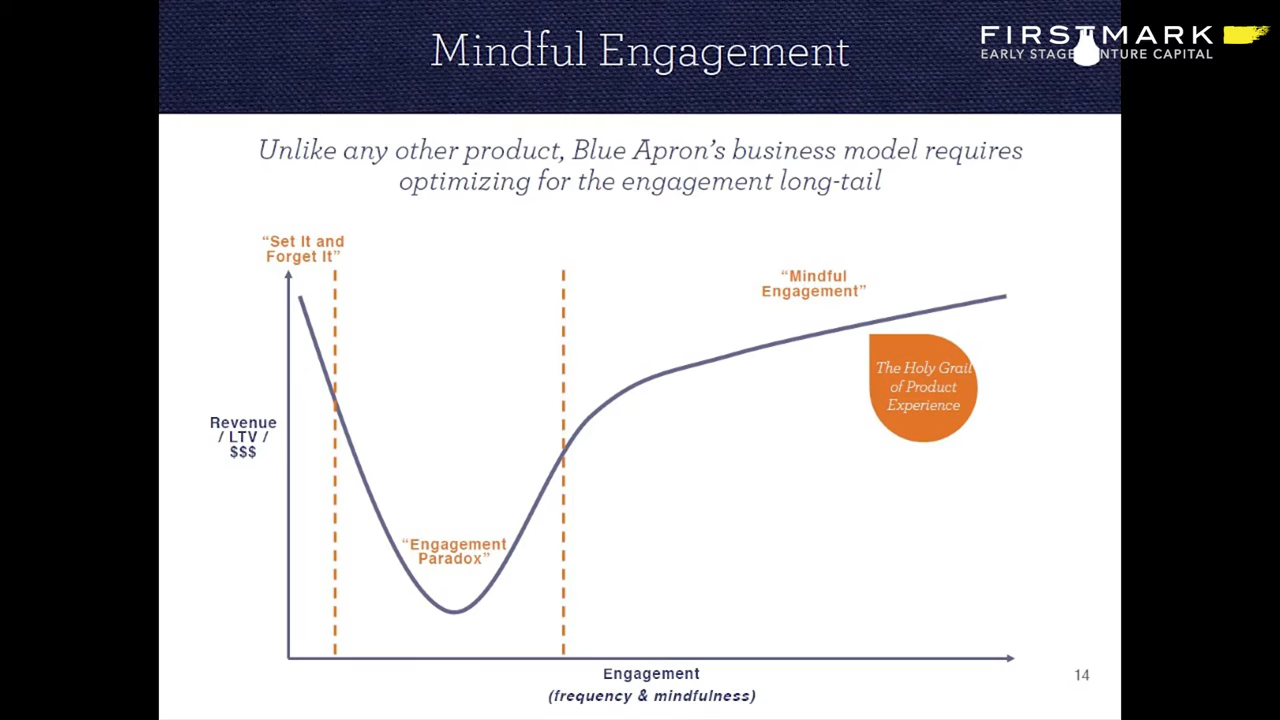 Mindful Engagement
FIRSTMARK
EARLY STAGE VENTURE CAPITAL
Unlike any other product, Blue Apron's business model requires
optimizing for the engagement long-tail
“Set It and
Forget It”
“Mindful
Engagement”
The Holy Grail
of Product
Experience
Revenue
/ LTV /
$$$
“Engagement
Paradox”
Engagement
(frequency & mindfulness)
14